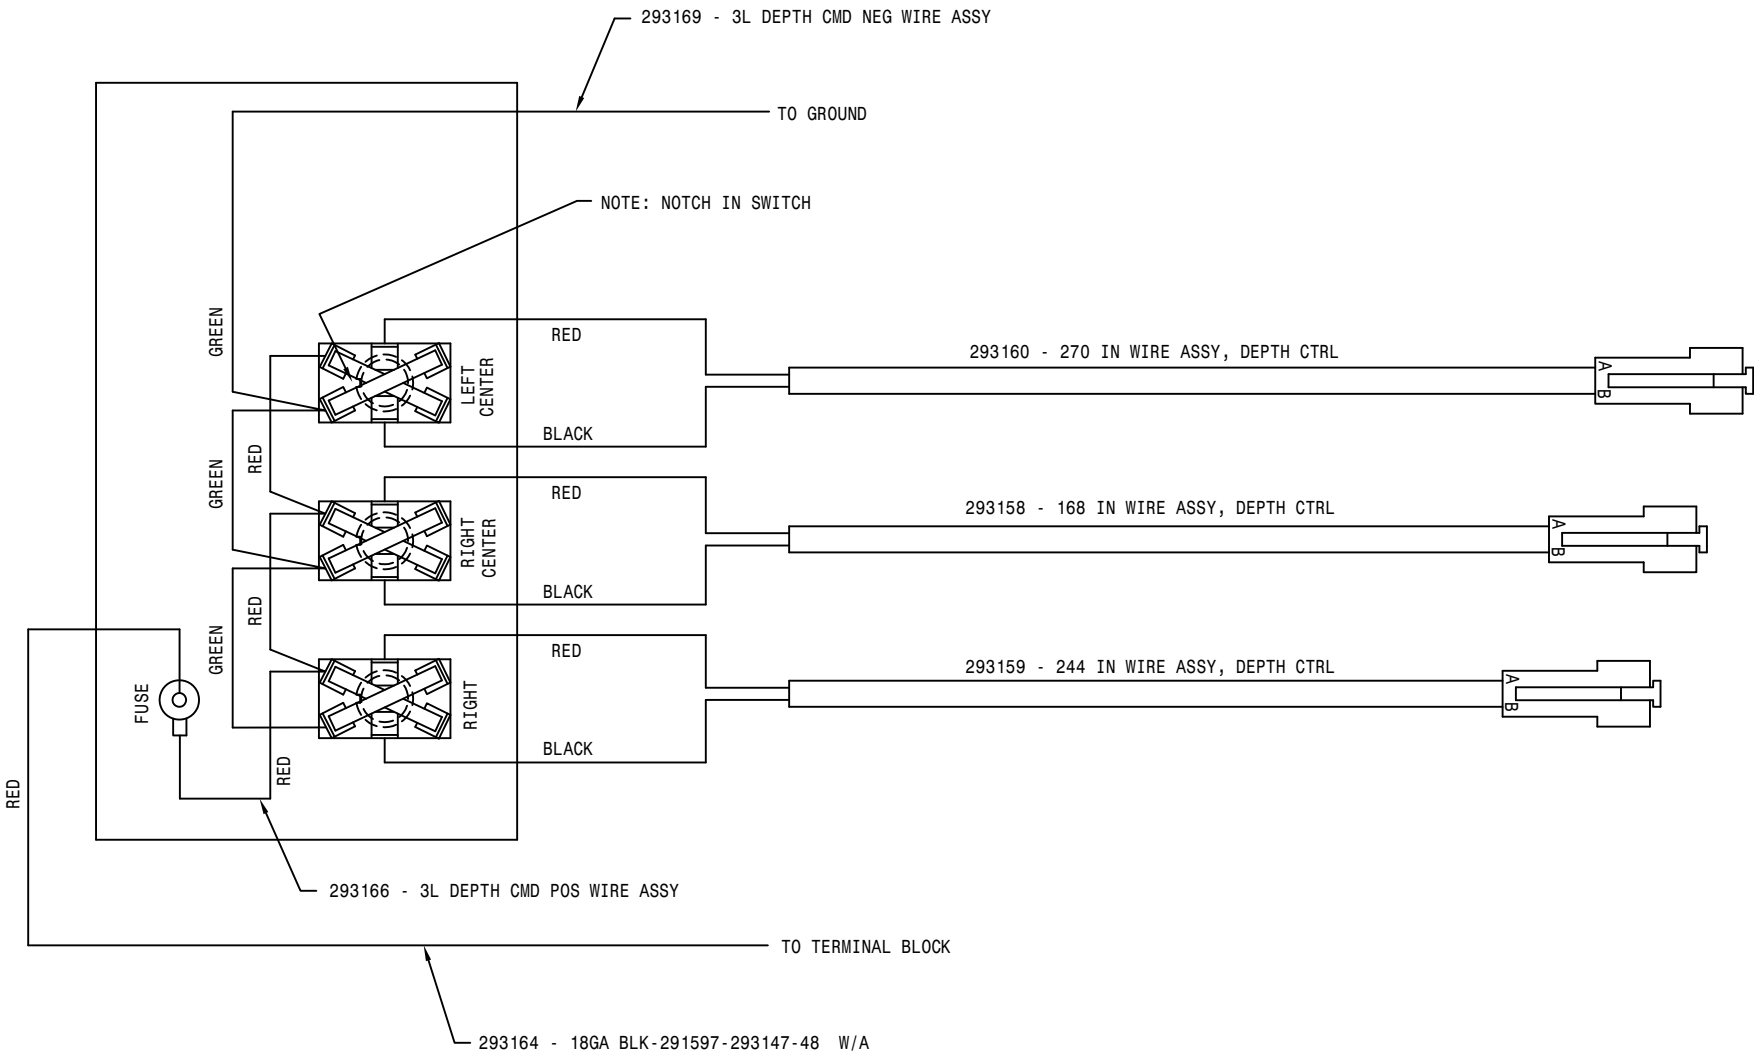 293169 - 3L DEPTH CMD NEG WIRE ASSY
TO GROUND
NOTE: NOTCH IN SWITCH
GREEN
RED
LEFT
CENTER
293160 - 270 IN WIRE ASSY, DEPTH CTRL
A
B
BLACK
RED
GREEN
RED
RIGHT
CENTER
293158 - 168 IN WIRE ASSY, DEPTH CTRL
A
B
BLACK
RED
GREEN
RED
RIGHT
293159 - 244 IN WIRE ASSY, DEPTH CTRL
A
B
FUSE
BLACK
RED
RED
293166 - 3L DEPTH CMD POS WIRE ASSY
TO TERMINAL BLOCK
293164 - 18GA BLK-291597-293147-48 W/A